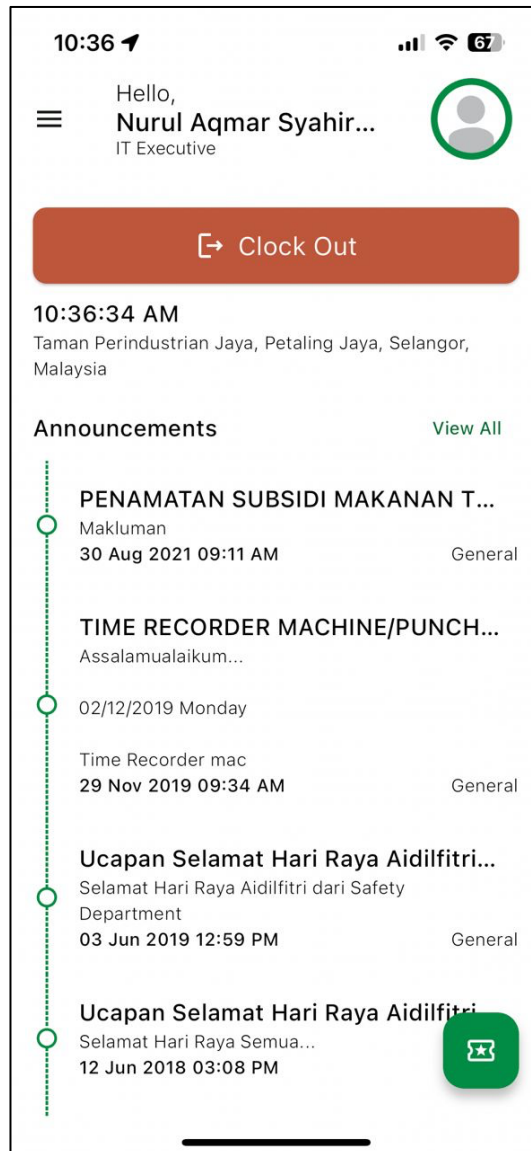 10:36
67
Hello,
Nurul Aqmar Syahir...
IT Executive
Clock Out
10:36:34 AM
Taman Perindustrian Jaya, Petaling Jaya, Selangor,
Malaysia
Announcements View All
PENAMATAN SUBSIDI MAKANAN T...
Makluman
30 Aug 2021 09:11 AM General
TIME RECORDER MACHINE/PUNCH...
Assalamualaikum...
02/12/2019 Monday
Time Recorder mac
29 Nov 2019 09:34 AM General
Ucapan Selamat Hari Raya Aidilfitri...
Selamat Hari Raya Aidilfitri dari Safety
Department
03 Jun 2019 12:59 PM General
Ucapan Selamat Hari Raya Aidilfitri
Selamat Hari Raya Semua...
12 Jun 2018 03:08 PM